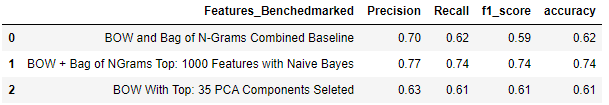 Features_Benchedmarked Precision Recall f1_score accuracy
0 BOW and Bag of N-Grams Combined Baseline 0.70 0.62 0.59 0.62
1 BOW + Bag of NGrams Top: 1000 Features with Naive Bayes 0.77 0.74 0.74 0.74
2 BOW With Top: 35 PCA Components Seleted 0.63 0.61 0.61 0.61